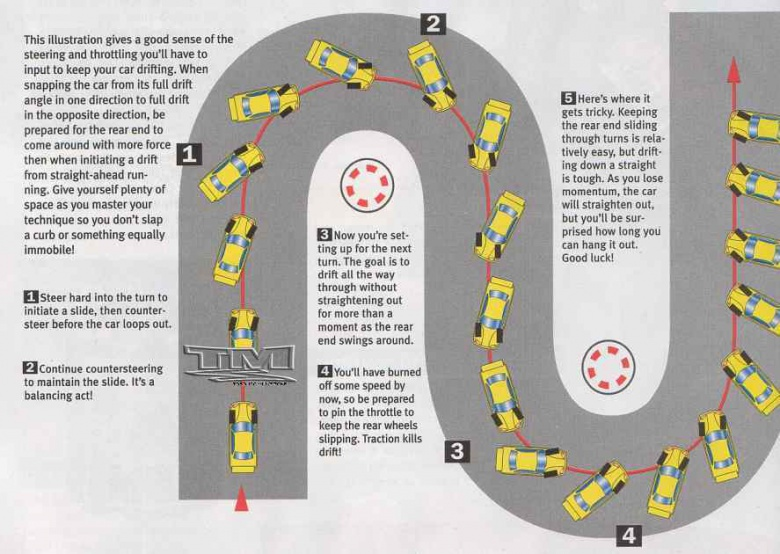 This illustration gives a good sense of the
steering and throttling you'll have to
input to keep your car drifting. When
snapping the car from its full drift
angle in one direction to full drift
in the opposite direction, be
prepared for the rear end to
come around with more force
then when initiating a drift
from straight-ahead run-
ning. Give yourself plenty of
space as you master your
technique so you don't slap
a curb or something equally
immobile!
1 Steer hard into the turn to
initiate a slide, then counter-
steer before the car loops out.
2 Continue countersteering
to maintain the slide. It's a
balancing act!
1
2
3 Now you're set-
ting up for the next
turn. The goal is to
drift all the way
through without
straightening out
for more than a
moment as the rear
end swings around.
4 You'll have burned
off some speed by
now, so be prepared
to pin the throttle to
keep the rear wheels
slipping. Traction kills
drift!
3
4
5 Here's where it
gets tricky. Keeping
the rear end sliding
through turns is rela-
tively easy, but drift-
ing down a straight
is tough. As you lose
momentum, the car
will straighten out,
but you'll be sur-
prised how long you
can hang it out.
Good luck!
TM